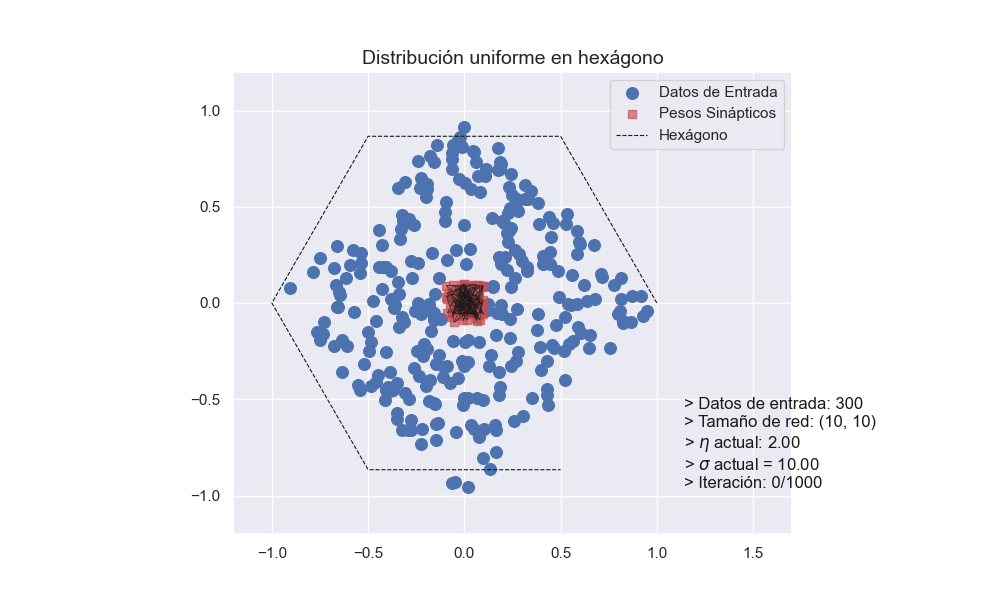 Distribución uniforme en hexágono
Datos de Entrada
Pesos Sinápticos
Hexágono
1.0
0.5
0.0
−0.5
−1.0
> Datos de entrada: 300
> Tamaño de red: (10, 10)
> η actual: 2.00
> σ actual = 10.00
> Iteración: 0/1000
−1.0 −0.5 0.0 0.5 1.0 1.5